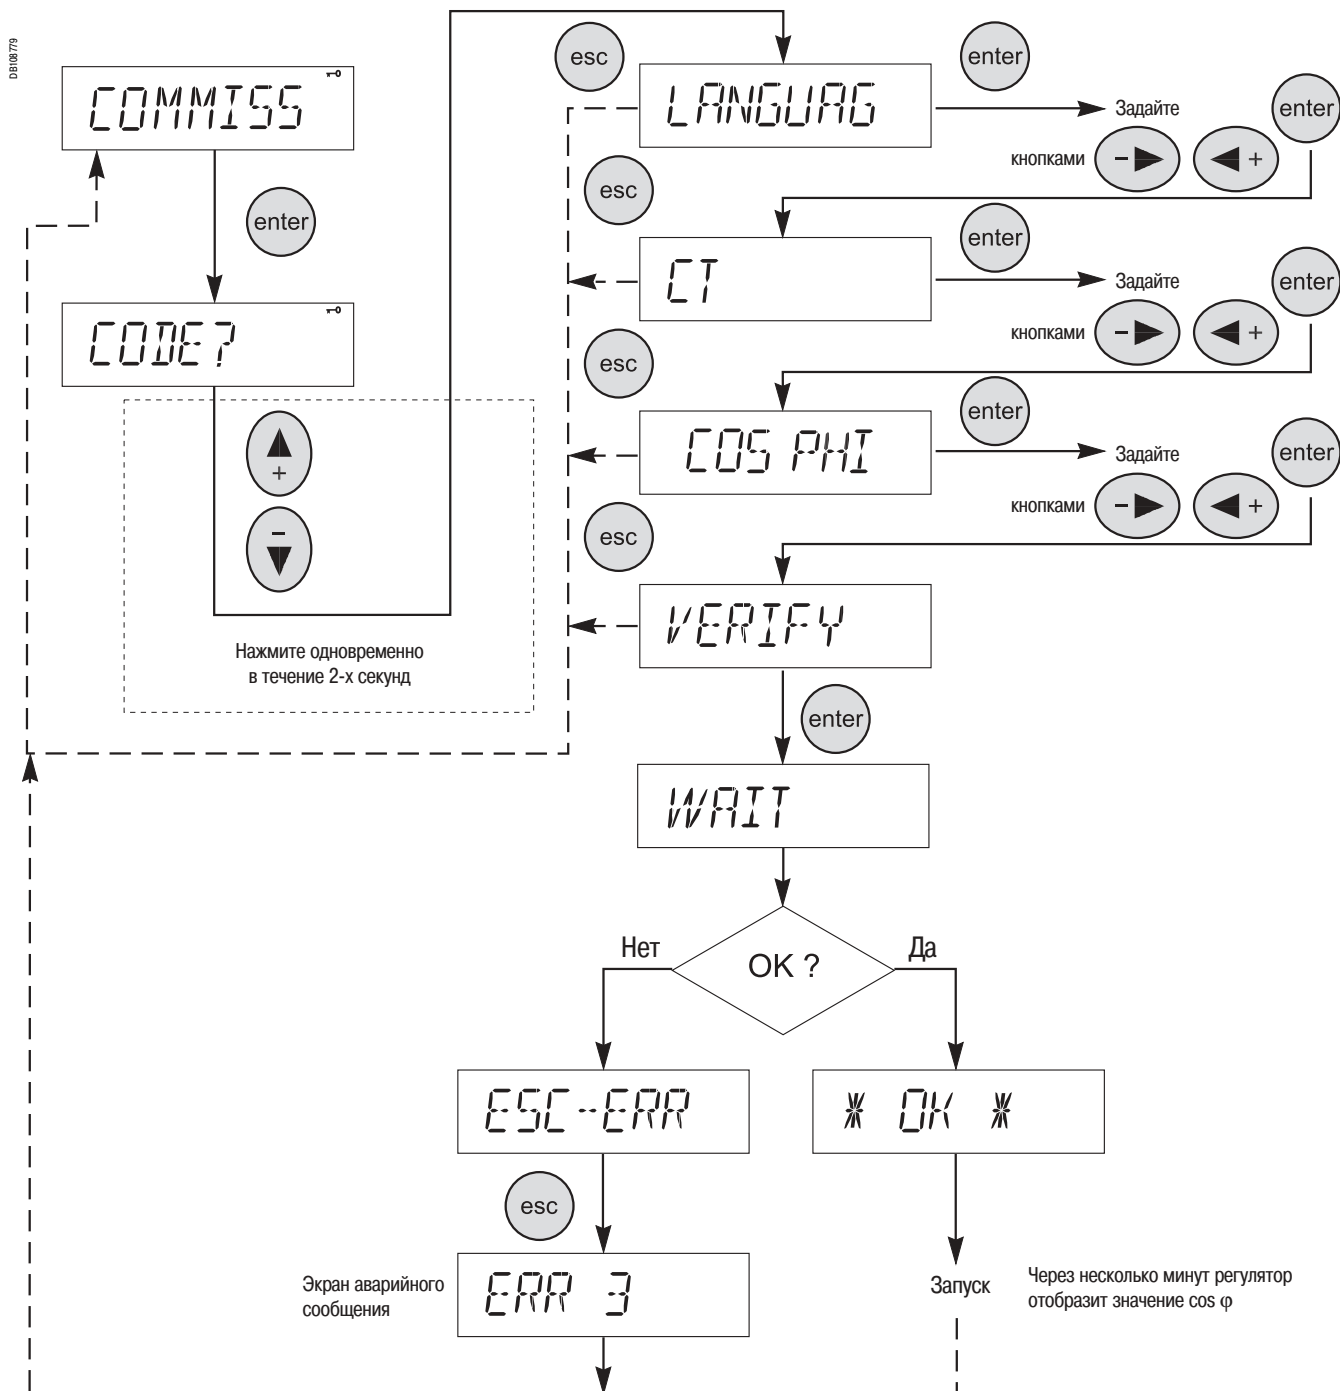 DB108779
COMMISS
enter
CODE?
+
-
Нажмите одновременно
в течение 2-х секунд
esc
LANGUAG
enter
Задайте
enter
кнопками
-
+
esc
CT
enter
Задайте
enter
кнопками
-
+
esc
COS PHI
enter
Задайте
enter
кнопками
-
+
esc
VERIFY
enter
WAIT
OK ?
Нет
Да
ESC--ERR
* OK *
esc
Экран аварийного
сообщения
ERR 3
Запуск
Через несколько минут регулятор
отобразит значение cos φ